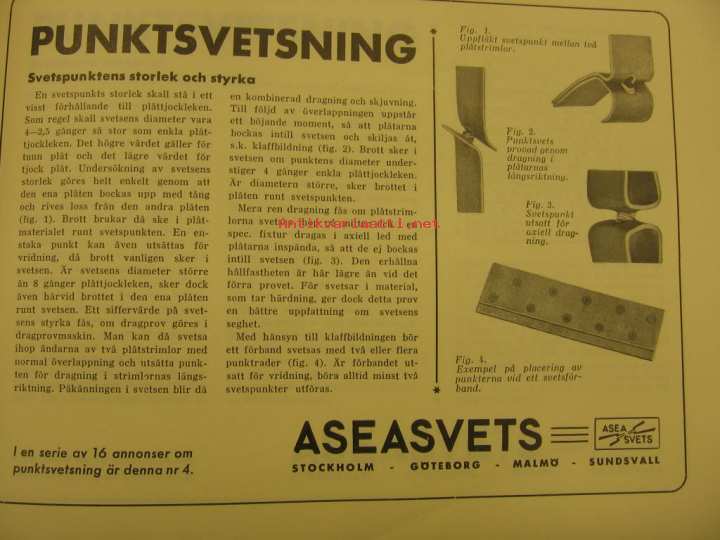 PUNKTSVETSNING
Svetspunktens storlek och styrka
En svetspunkts storlek skall stå i ett
visst förhållande till plåttjockleken.
Som regel skall svetsens diameter vara
4—2,5 gånger så stor som enkla plåt-
tjockleken. Det högre värdet gäller för
tunn plåt och det lägre värdet för
tjock plåt. Undersökning av svetsens
storlek göres helt enkelt genom att
den ena plåten bockas upp med tång
och rives loss från den andra plåten
(fig. 1). Brott brukar då ske i plåt-
materialet runt svetspunkten. En en-
staka punkt kan även utsättas för
vridning, då brott vanligen sker i
svetsen. Är svetsens diameter större
än 8 gånger plåttjockleken, sker dock
även härvid brottet i den ena plåten
runt svetsen. Ett siffervärde på svet-
sens styrka fås, om dragprov göres i
dragprovmaskin. Man kan då svetsa
ihop ändarna av två plåtstrimlor med
normal överlappning och utsätta punk-
ten för dragning i strimlornas längs-
riktning. Påkänningen i svetsen blir då
en kombinerad dragning och skjuvning.
Till följd av överlappningen uppstår
ett böjande moment, så att plåtarna
bockas intill svetsen och skiljas åt,
s.k. klaffbildning (fig. 2). Brott sker i
svetsen om punktens diameter under-
stiger 4 gånger enkla plåttjockleken.
Är diametern större, sker brottet i
plåten runt svetspunkten.
Mera ren dragning fås om plåtstrim-
lorna svetsas i kors och med en
spec. fixtur dragas i axiell led med
plåtarna inspända, så att de ej bockas
intill svetsen (fig. 3). Den erhållna
hållfastheten är här lägre än vid det
förra provet. För svetsar i material,
som tar härdning, ger dock detta prov
en bättre uppfattning om svetsens
seghet.
Med hänsyn till klaffbildningen bör
ett förband svetsas med två eller flera
punktrader (fig. 4). Är förbandet ut-
satt för vridning, böra alltid minst två
svetspunkter utföras.
Antikvariaatti.net
Fig. 1.
Uppfläkt svetspunkt mellan två
plåtstrimlor.
Fig. 2.
Punktsvets
provad genom
dragning i
plåtarnas
längsriktning.
Fig. 3.
Svetspunkt
utsatt för
axiell drag-
ning.
Fig. 4.
Exempel på placering av
punkterna vid ett svetsför-
band.
I en serie av 16 annonser om
punktsvetsning är denna nr 4.
ASEASVETS
ASEA
SVETS
STOCKHOLM - GÖTEBORG - MALMÖ - SUNDSVALL